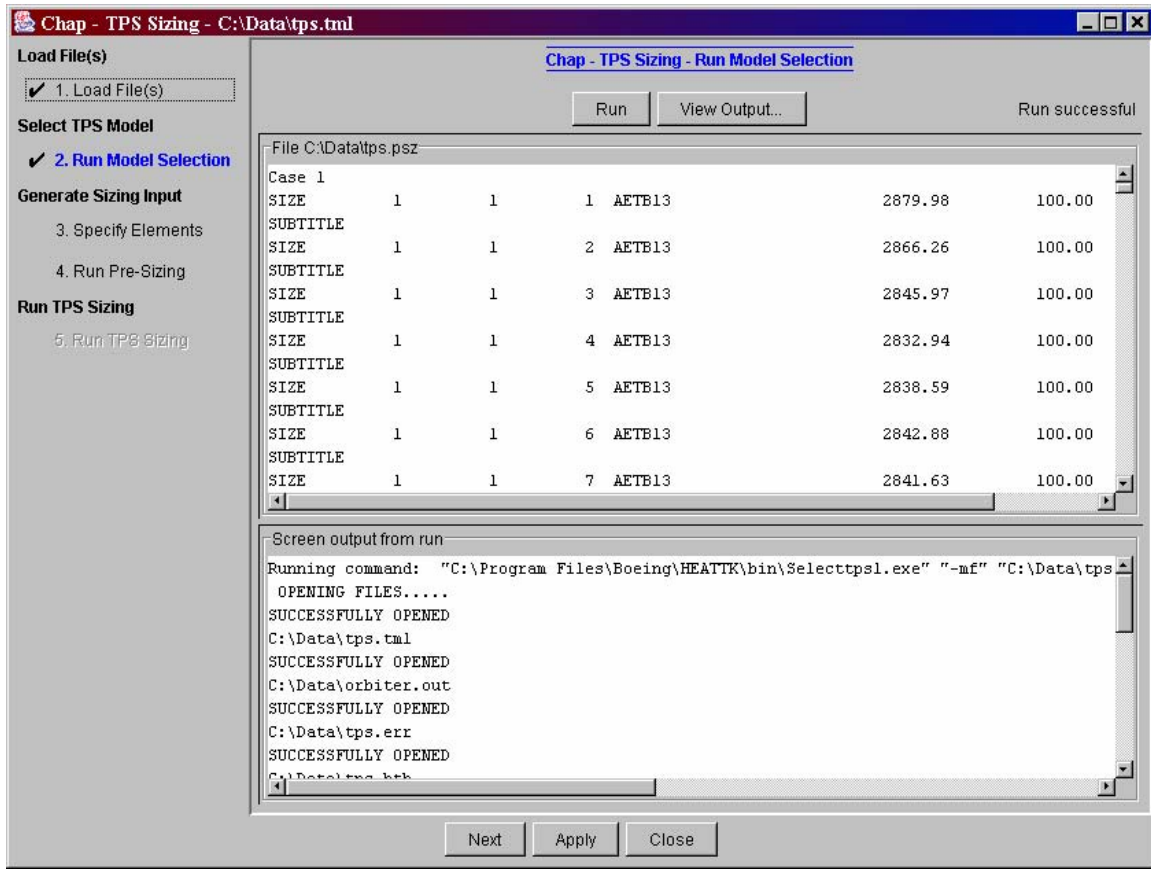 Chap - TPS Sizing - C:\Data\tps.tml
Load File(s)
✔ 1. Load File(s)
Select TPS Model
✔ 2. Run Model Selection
Generate Sizing Input
3. Specify Elements
4. Run Pre-Sizing
Run TPS Sizing
5. Run TPS Sizing
Chap - TPS Sizing - Run Model Selection
Run View Output... Run successful
File C:\Data\tps.psz
Case 1
SIZE 1 1 1 AETB13 2879.98 100.00
SUBTITLE
SIZE 1 1 2 AETB13 2866.26 100.00
SUBTITLE
SIZE 1 1 3 AETB13 2845.97 100.00
SUBTITLE
SIZE 1 1 4 AETB13 2832.94 100.00
SUBTITLE
SIZE 1 1 5 AETB13 2838.59 100.00
SUBTITLE
SIZE 1 1 6 AETB13 2842.88 100.00
SUBTITLE
SIZE 1 1 7 AETB13 2841.63 100.00
Screen output from run
Running command: "C:\Program Files\Boeing\HEATTK\bin\Selecttpsl.exe" "-mf" "C:\Data\tps
OPENING FILES.....
SUCCESSFULLY OPENED
C:\Data\tps.tml
SUCCESSFULLY OPENED
C:\Data\orbiter.out
SUCCESSFULLY OPENED
C:\Data\tps.err
SUCCESSFULLY OPENED
Next Apply Close